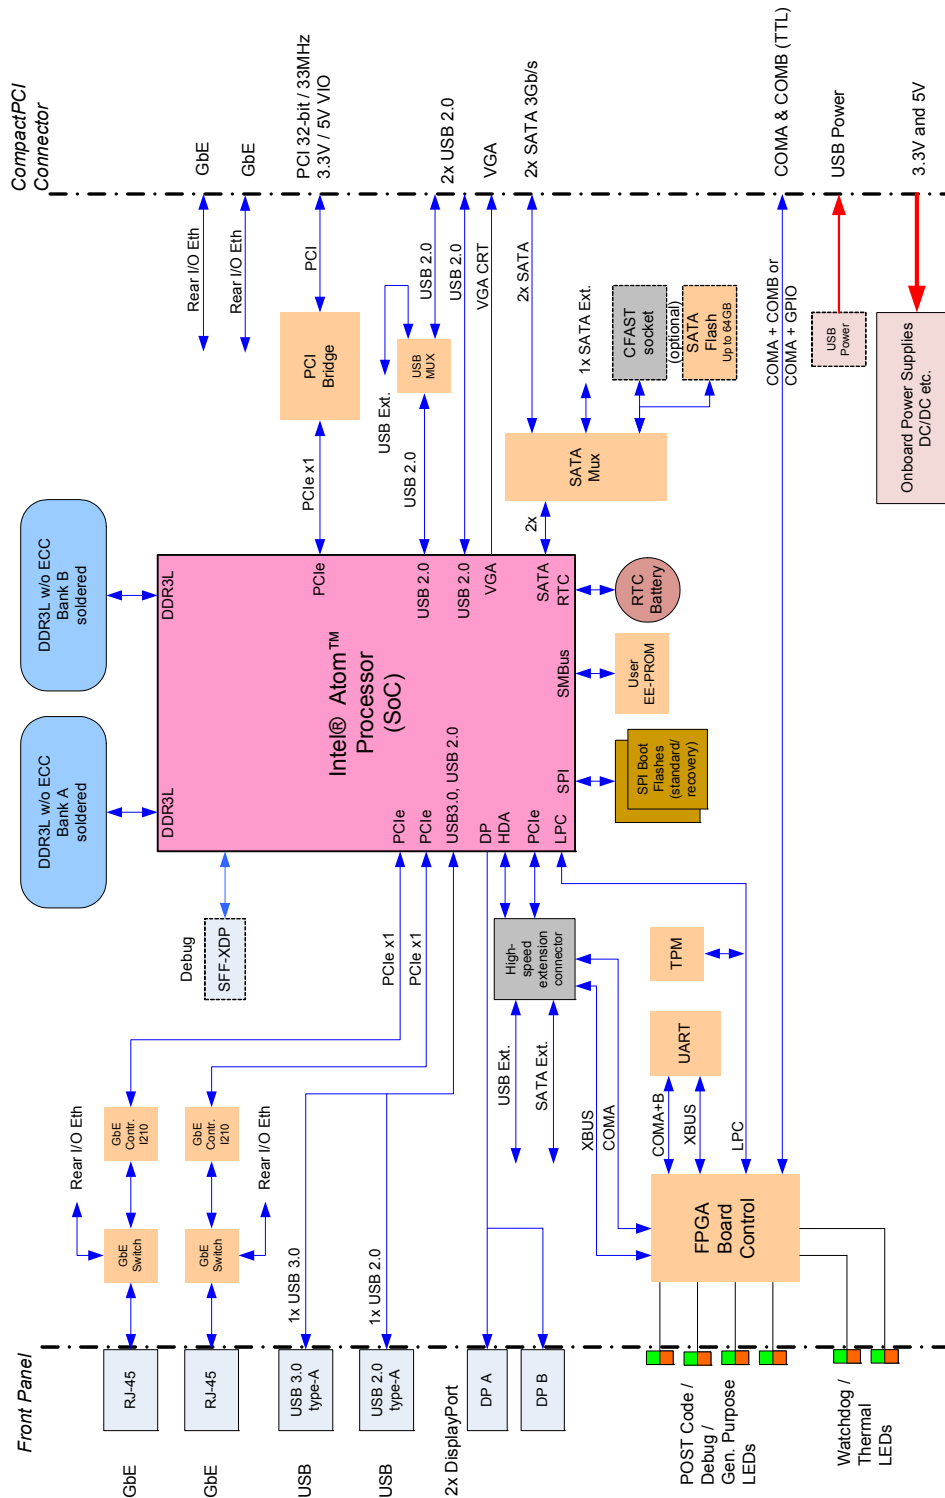 Front Panel
CompactPCI
Connector
GbE
RJ-45
GbE
Switch
Rear I/O Eth
GbE
Contr.
I210
PCIe x1
GbE
RJ-45
GbE
Switch
Rear I/O Eth
GbE
Contr.
I210
PCIe x1
USB
USB 3.0
type-A
1x USB 3.0
USB
USB 2.0
type-A
1x USB 2.0
2x DisplayPort
DP A
DP B
POST Code /
Debug /
Gen. Purpose
LEDs
Watchdog /
Thermal
LEDs
FPGA
Board
Control
XBUS
COMA
COMA+B
XBUS
LPC
UART
TPM
USB Ext.
SATA Ext.
High-
speed
extension
connector
Debug
SFF-XDP
DDR3L w/o ECC
Bank A
soldered
DDR3L w/o ECC
Bank B
soldered
Intel® Atom™
Processor
(SoC)
DDR3L
DDR3L
PCIe
PCIe
USB3.0, USB 2.0
DP
HDA
PCIe
LPC
SPI
SMBus
RTC
SATA
VGA
USB 2.0
USB 2.0
PCIe
SPI Boot
Flashes
(standard/
recovery)
User
EE-PROM
RTC
Battery
PCIe x1
PCI
Bridge
PCI
PCI 32-bit / 33MHz
3.3V / 5V VIO
Rear I/O Eth
GbE
Rear I/O Eth
GbE
USB 2.0
USB Ext.
USB
MUX
USB 2.0
USB 2.0
2x USB 2.0
VGA CRT
VGA
2x
SATA
Mux
2x SATA
2x SATA 3Gb/s
1x SATA Ext.
CFAST
socket
(optional)
SATA
Flash
Up to 64GB
COMA + COMB or
COMA + GPIO
COMA & COMB (TTL)
USB
Power
USB Power
Onboard Power Supplies
DC/DC etc.
3.3V and 5V